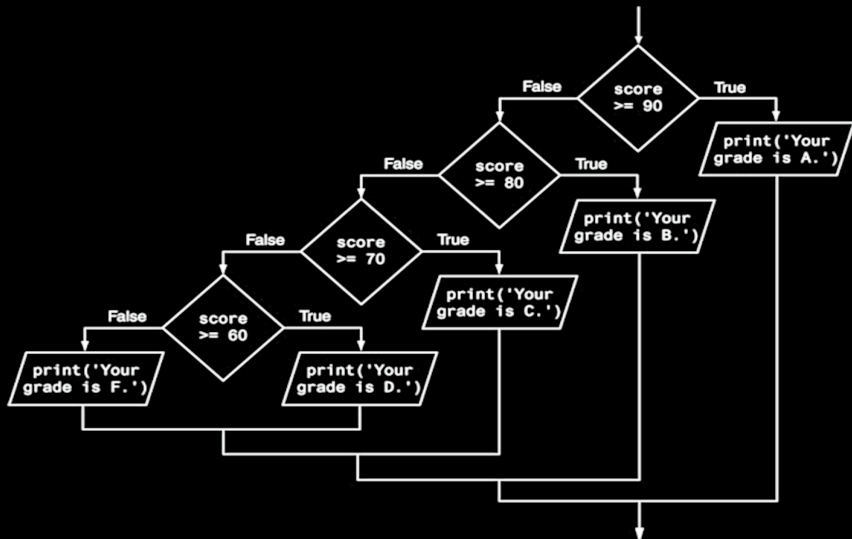 False
score
>= 90
True
print('Your
grade is A.')
False
score
>= 80
True
print('Your
grade is B.')
False
score
>= 70
True
print('Your
grade is C.')
False
score
>= 60
True
print('Your
grade is F.')
print('Your
grade is D.')